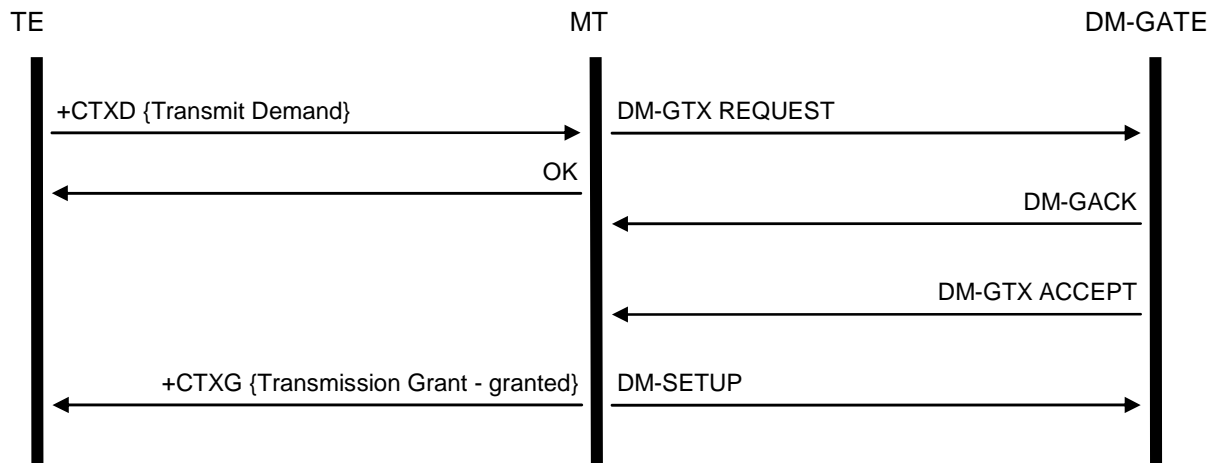 TE
MT
DM-GATE
+CTXD {Transmit Demand}
DM-GTX REQUEST
OK
DM-GACK
DM-GTX ACCEPT
+CTXG {Transmission Grant - granted}
DM-SETUP